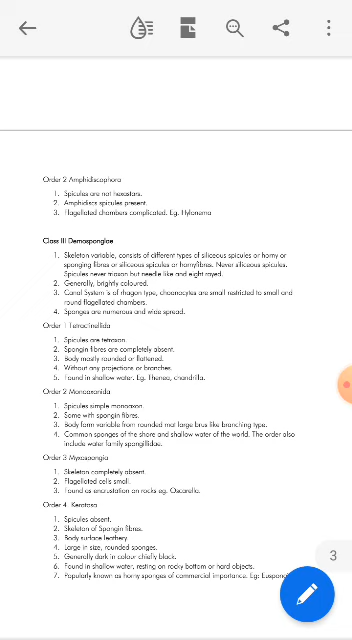 Order 2 Amphidiscophora
1. Spicules are not hexastars.
2. Amphidiscs spicules present.
3. Flagellated chambers complicated. Eg. Hylonema
Class III Demospongiae
1. Skeleton variable, consists of different types of siliceous spicules or horny or
sponging fibres or siliceous spicules or hornyfibres. Never siliceous spicules.
Spicules never triaxon but needle like and eight rayed.
2. Generally, brightly coloured.
3. Canal System is of rhagon type, choanocytes are small restricted to small and
round flagellated chambers.
4. Sponges are numerous and wide spread.
Order 1 Tetractinellida
1. Spicules are tetraxon.
2. Spongin fibres are completely absent.
3. Body mostly rounded or flattened.
4. Without any projections or branches.
5. Found in shallow water. Eg. Thenea, chandrilla.
Order 2 Monoaxonida
1. Spicules simple monoaxon.
2. Some with spongin fibres.
3. Body form variable from rounded mat large brus like branching type.
4. Common sponges of the shore and shallow water of the world. The order also
include water family spongillidae.
Order 3 Myxospongia
1. Skeleton completely absent.
2. Flagellated cells small.
3. Found as encrustation on rocks eg. Oscarella.
Order 4 Keratosa
1. Spicules absent.
2. Skeleton of Spongin fibres.
3. Body surface leathery.
4. Large in size, rounded sponges.
5. Generally dark in colour chiefly black.
6. Found in shallow water, resting on rocky bottom or hard objects.
7. Popularly known as horny sponges of commercial importance. Eg: Euspongi
3